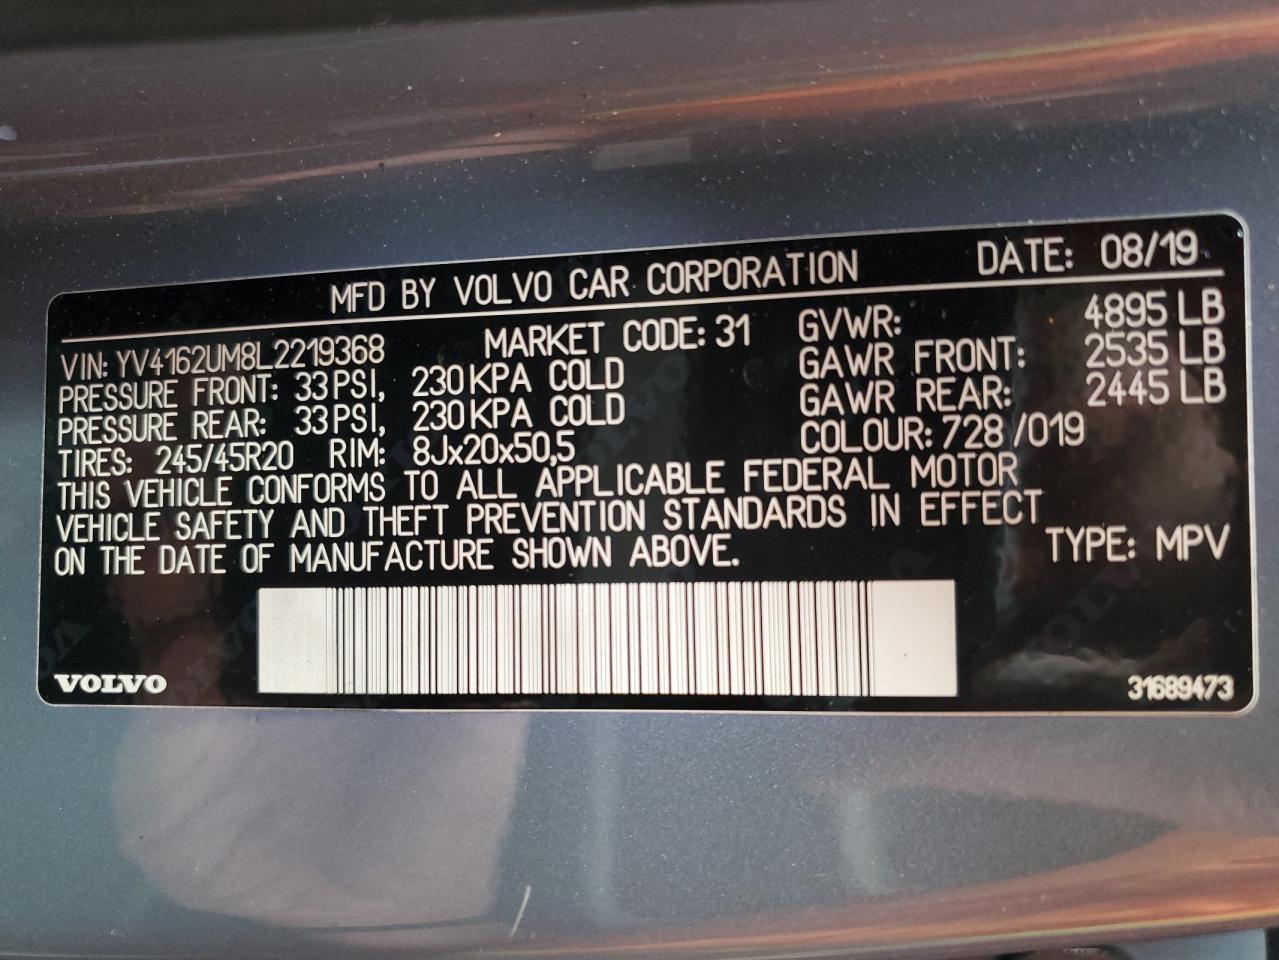 MFD BY VOLVO CAR CORPORATION DATE: 08/19
VIN: YV4162UM8L2219368 MARKET CODE: 31 GVWR: 4895 LB
PRESSURE FRONT: 33 PSI, 230 KPA COLD GAWR FRONT: 2535 LB
PRESSURE REAR: 33 PSI, 230 KPA COLD GAWR REAR: 2445 LB
TIRES: 245/45R20 RIM: 8Jx20x50,5 COLOUR: 728 /019
THIS VEHICLE CONFORMS TO ALL APPLICABLE FEDERAL MOTOR
VEHICLE SAFETY AND THEFT PREVENTION STANDARDS IN EFFECT
ON THE DATE OF MANUFACTURE SHOWN ABOVE. TYPE: MPV
VOLVO 31689473